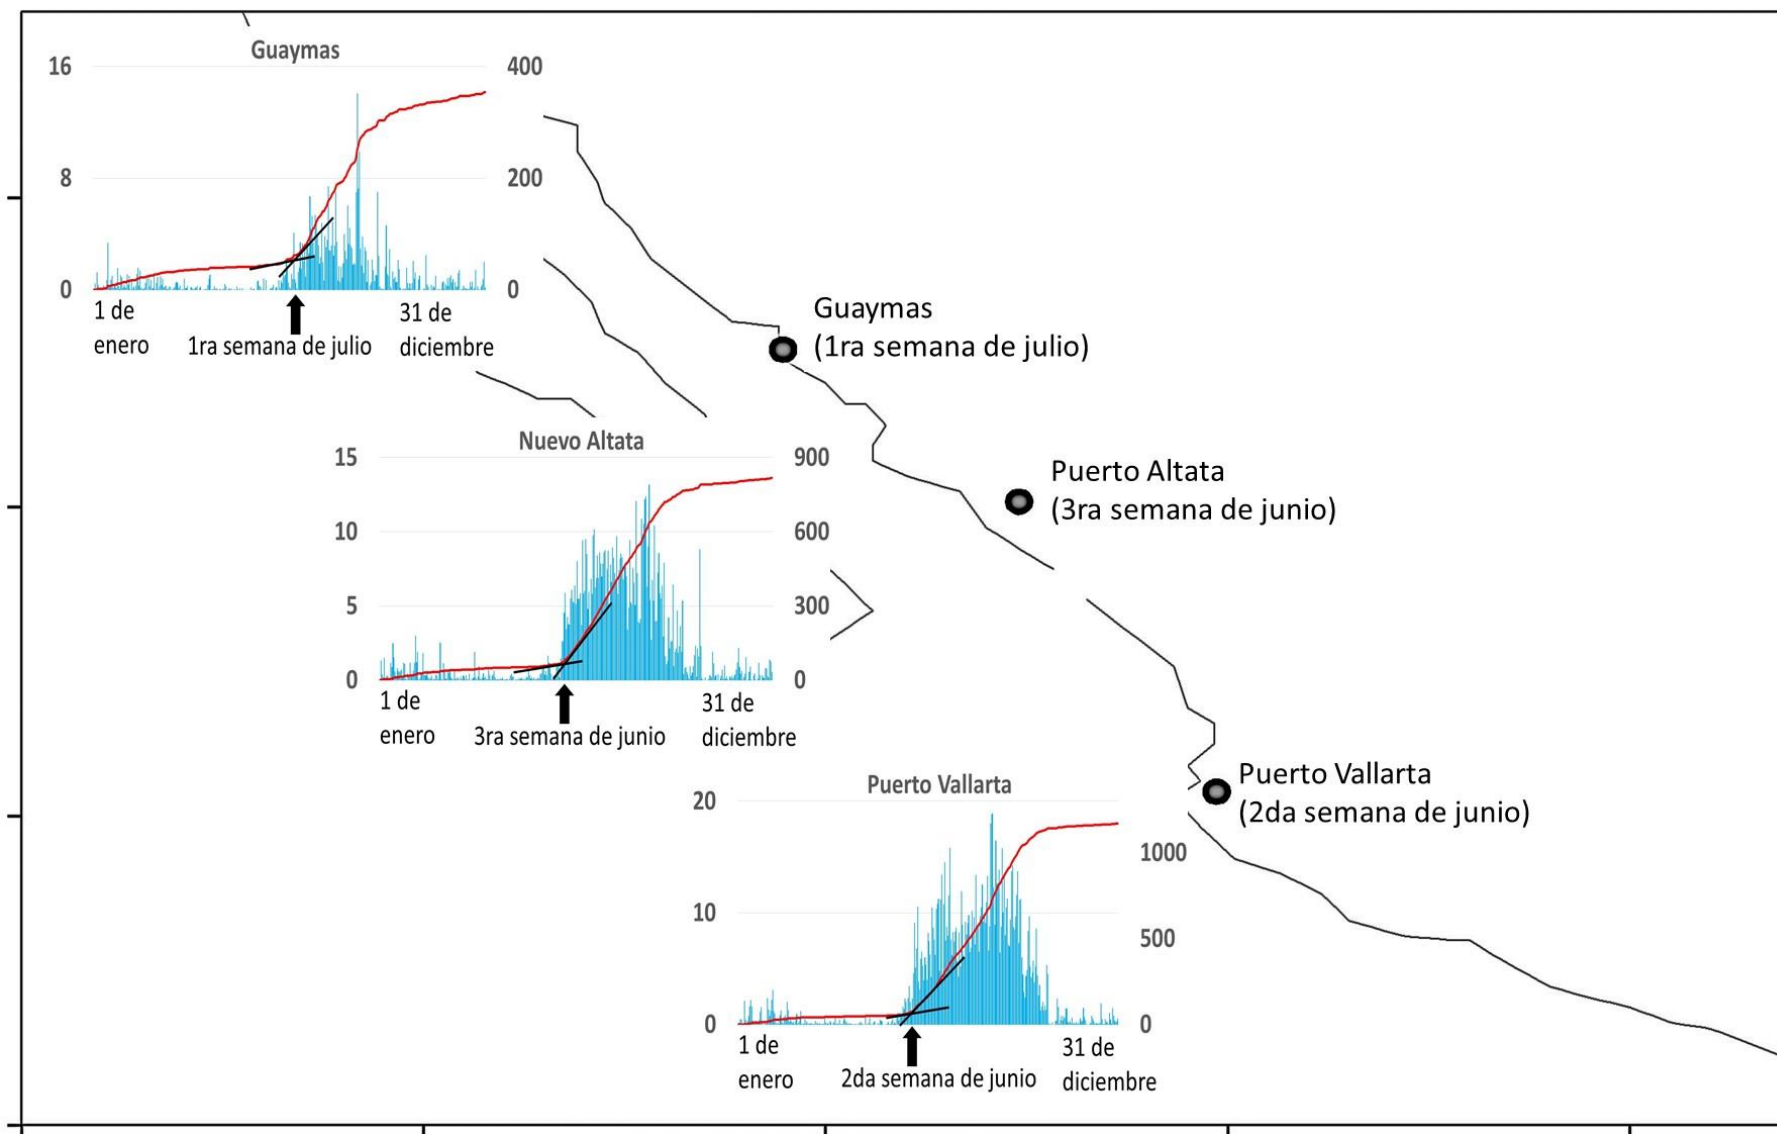 Guaymas
16
400
8
200
0
0
1 de
enero
1ra semana de julio
31 de
diciembre
Guaymas
(1ra semana de julio)
Nuevo Altata
15
900
10
600
5
300
0
0
1 de
enero
3ra semana de junio
31 de
diciembre
Puerto Altata
(3ra semana de junio)
Puerto Vallarta
20
1000
10
500
0
0
1 de
enero
2da semana de junio
31 de
diciembre
Puerto Vallarta
(2da semana de junio)